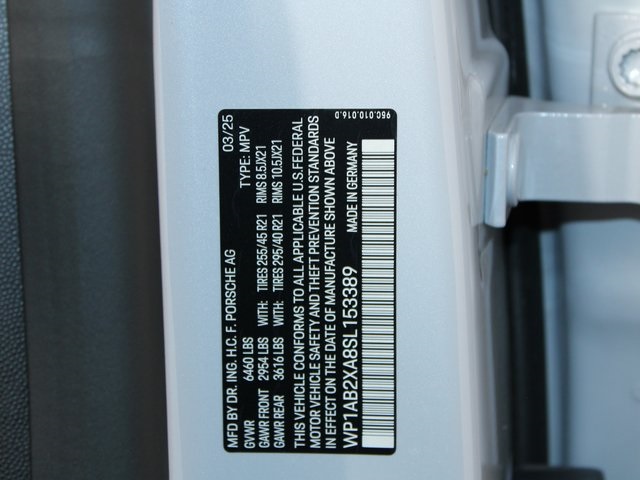 MFD BY DR. ING. H.C. F. PORSCHE AG 03/25
GVWR 6460 LBS TYPE: MPV
GAWR FRONT 2954 LBS WITH: TIRES 255/45 R21 RIMS 8.5JX21
GAWR REAR 3616 LBS WITH: TIRES 295/40 R21 RIMS 10.5JX21
THIS VEHICLE CONFORMS TO ALL APPLICABLE U.S. FEDERAL
MOTOR VEHICLE SAFETY AND THEFT PREVENTION STANDARDS
IN EFFECT ON THE DATE OF MANUFACTURE SHOWN ABOVE
WP1AB2XA8SL153389 MADE IN GERMANY
95C.010.016.D